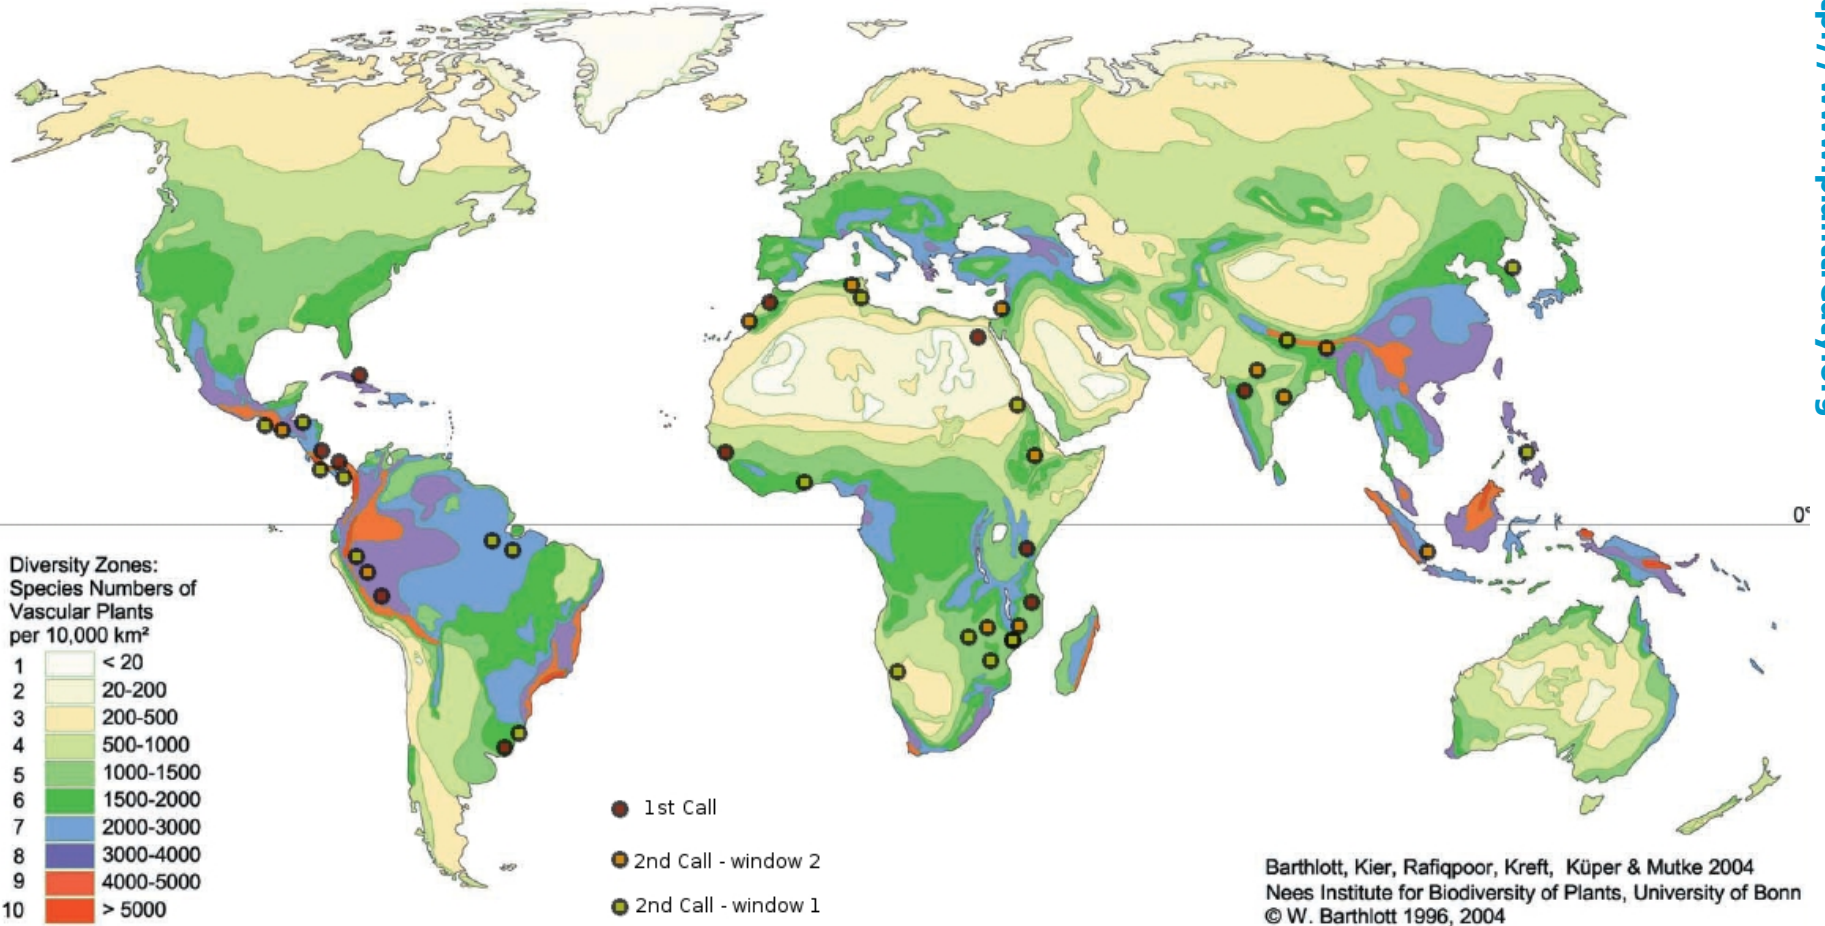 0°
Diversity Zones:
Species Numbers of
Vascular Plants
per 10,000 km²
1 < 20
2 20-200
3 200-500
4 500-1000
5 1000-1500
6 1500-2000
7 2000-3000
8 3000-4000
9 4000-5000
10 > 5000
1st Call
2nd Call - window 2
2nd Call - window 1
Barthlott, Kier, Rafiqpoor, Kreft, Küper & Mutke 2004
Nees Institute for Biodiversity of Plants, University of Bonn
© W. Barthlott 1996, 2004